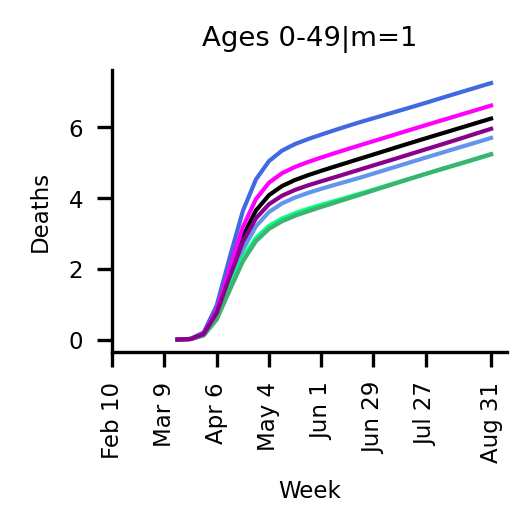 Ages 0-49|m=1
Deaths
6
4
2
0
Feb 10
Mar 9
Apr 6
May 4
Jun 1
Jun 29
Jul 27
Aug 31
Week